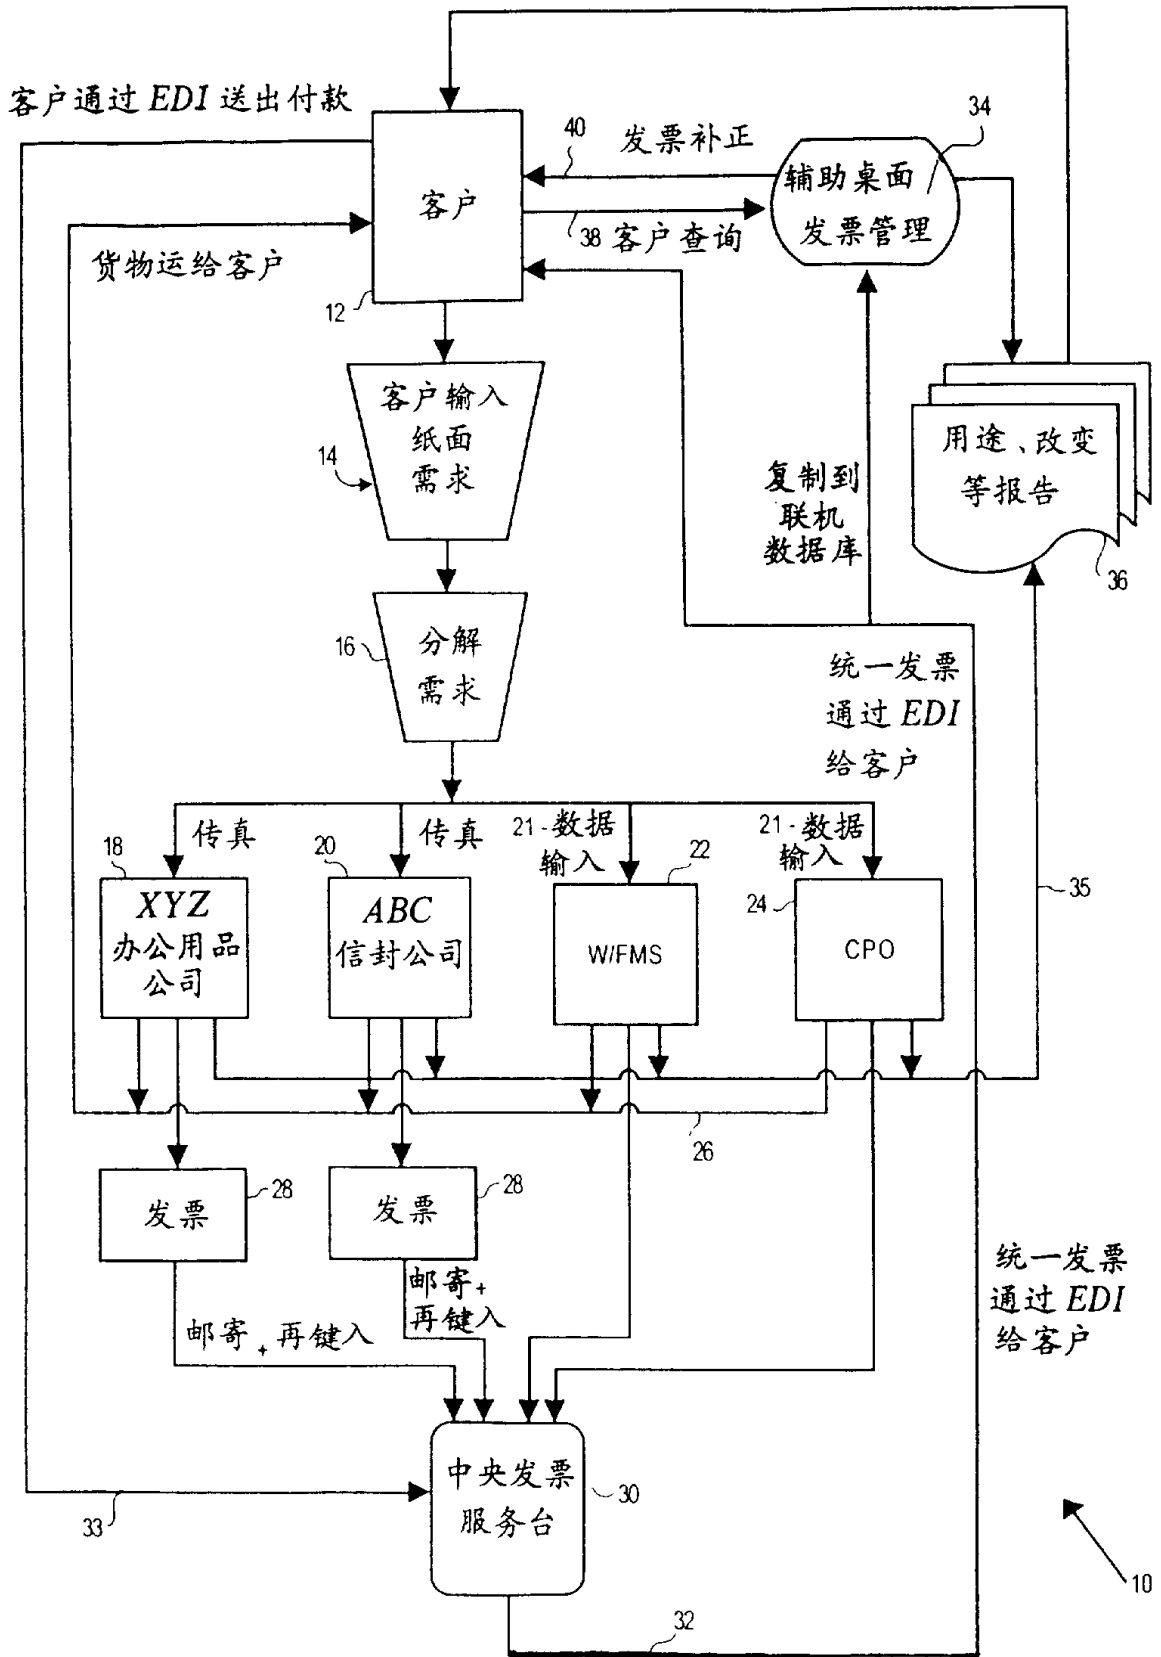 客户通过 EDI 送出付款
40
发票补正
34
辅助桌面
发票管理
客户
38 客户查询
货物运给客户
12
客户输入
纸面
需求
14
用途、改变
等报告
36
复制到
联机
数据库
分解
需求
16
统一发票
通过 EDI
给客户
传真
传真
21-数据
输入
21-数据
输入
18
20
22
24
35
XYZ
办公用品
公司
ABC
信封公司
W/FMS
CPO
26
发票
28
发票
28
邮寄+
再键入
邮寄+再键入
统一发票
通过 EDI
给客户
中央发票
服务台
30
33
10
32